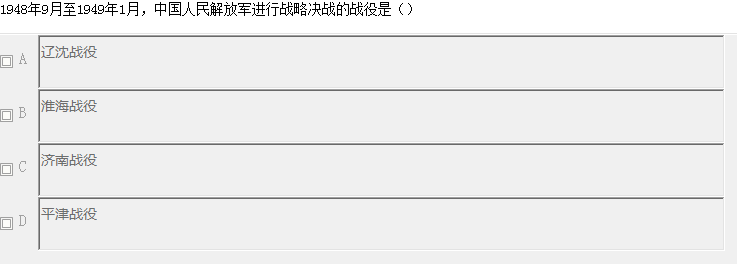 1948年9月至1949年1月，中国人民解放军进行战略决战的战役是（）
A 辽沈战役
B 淮海战役
C 济南战役
D 平津战役